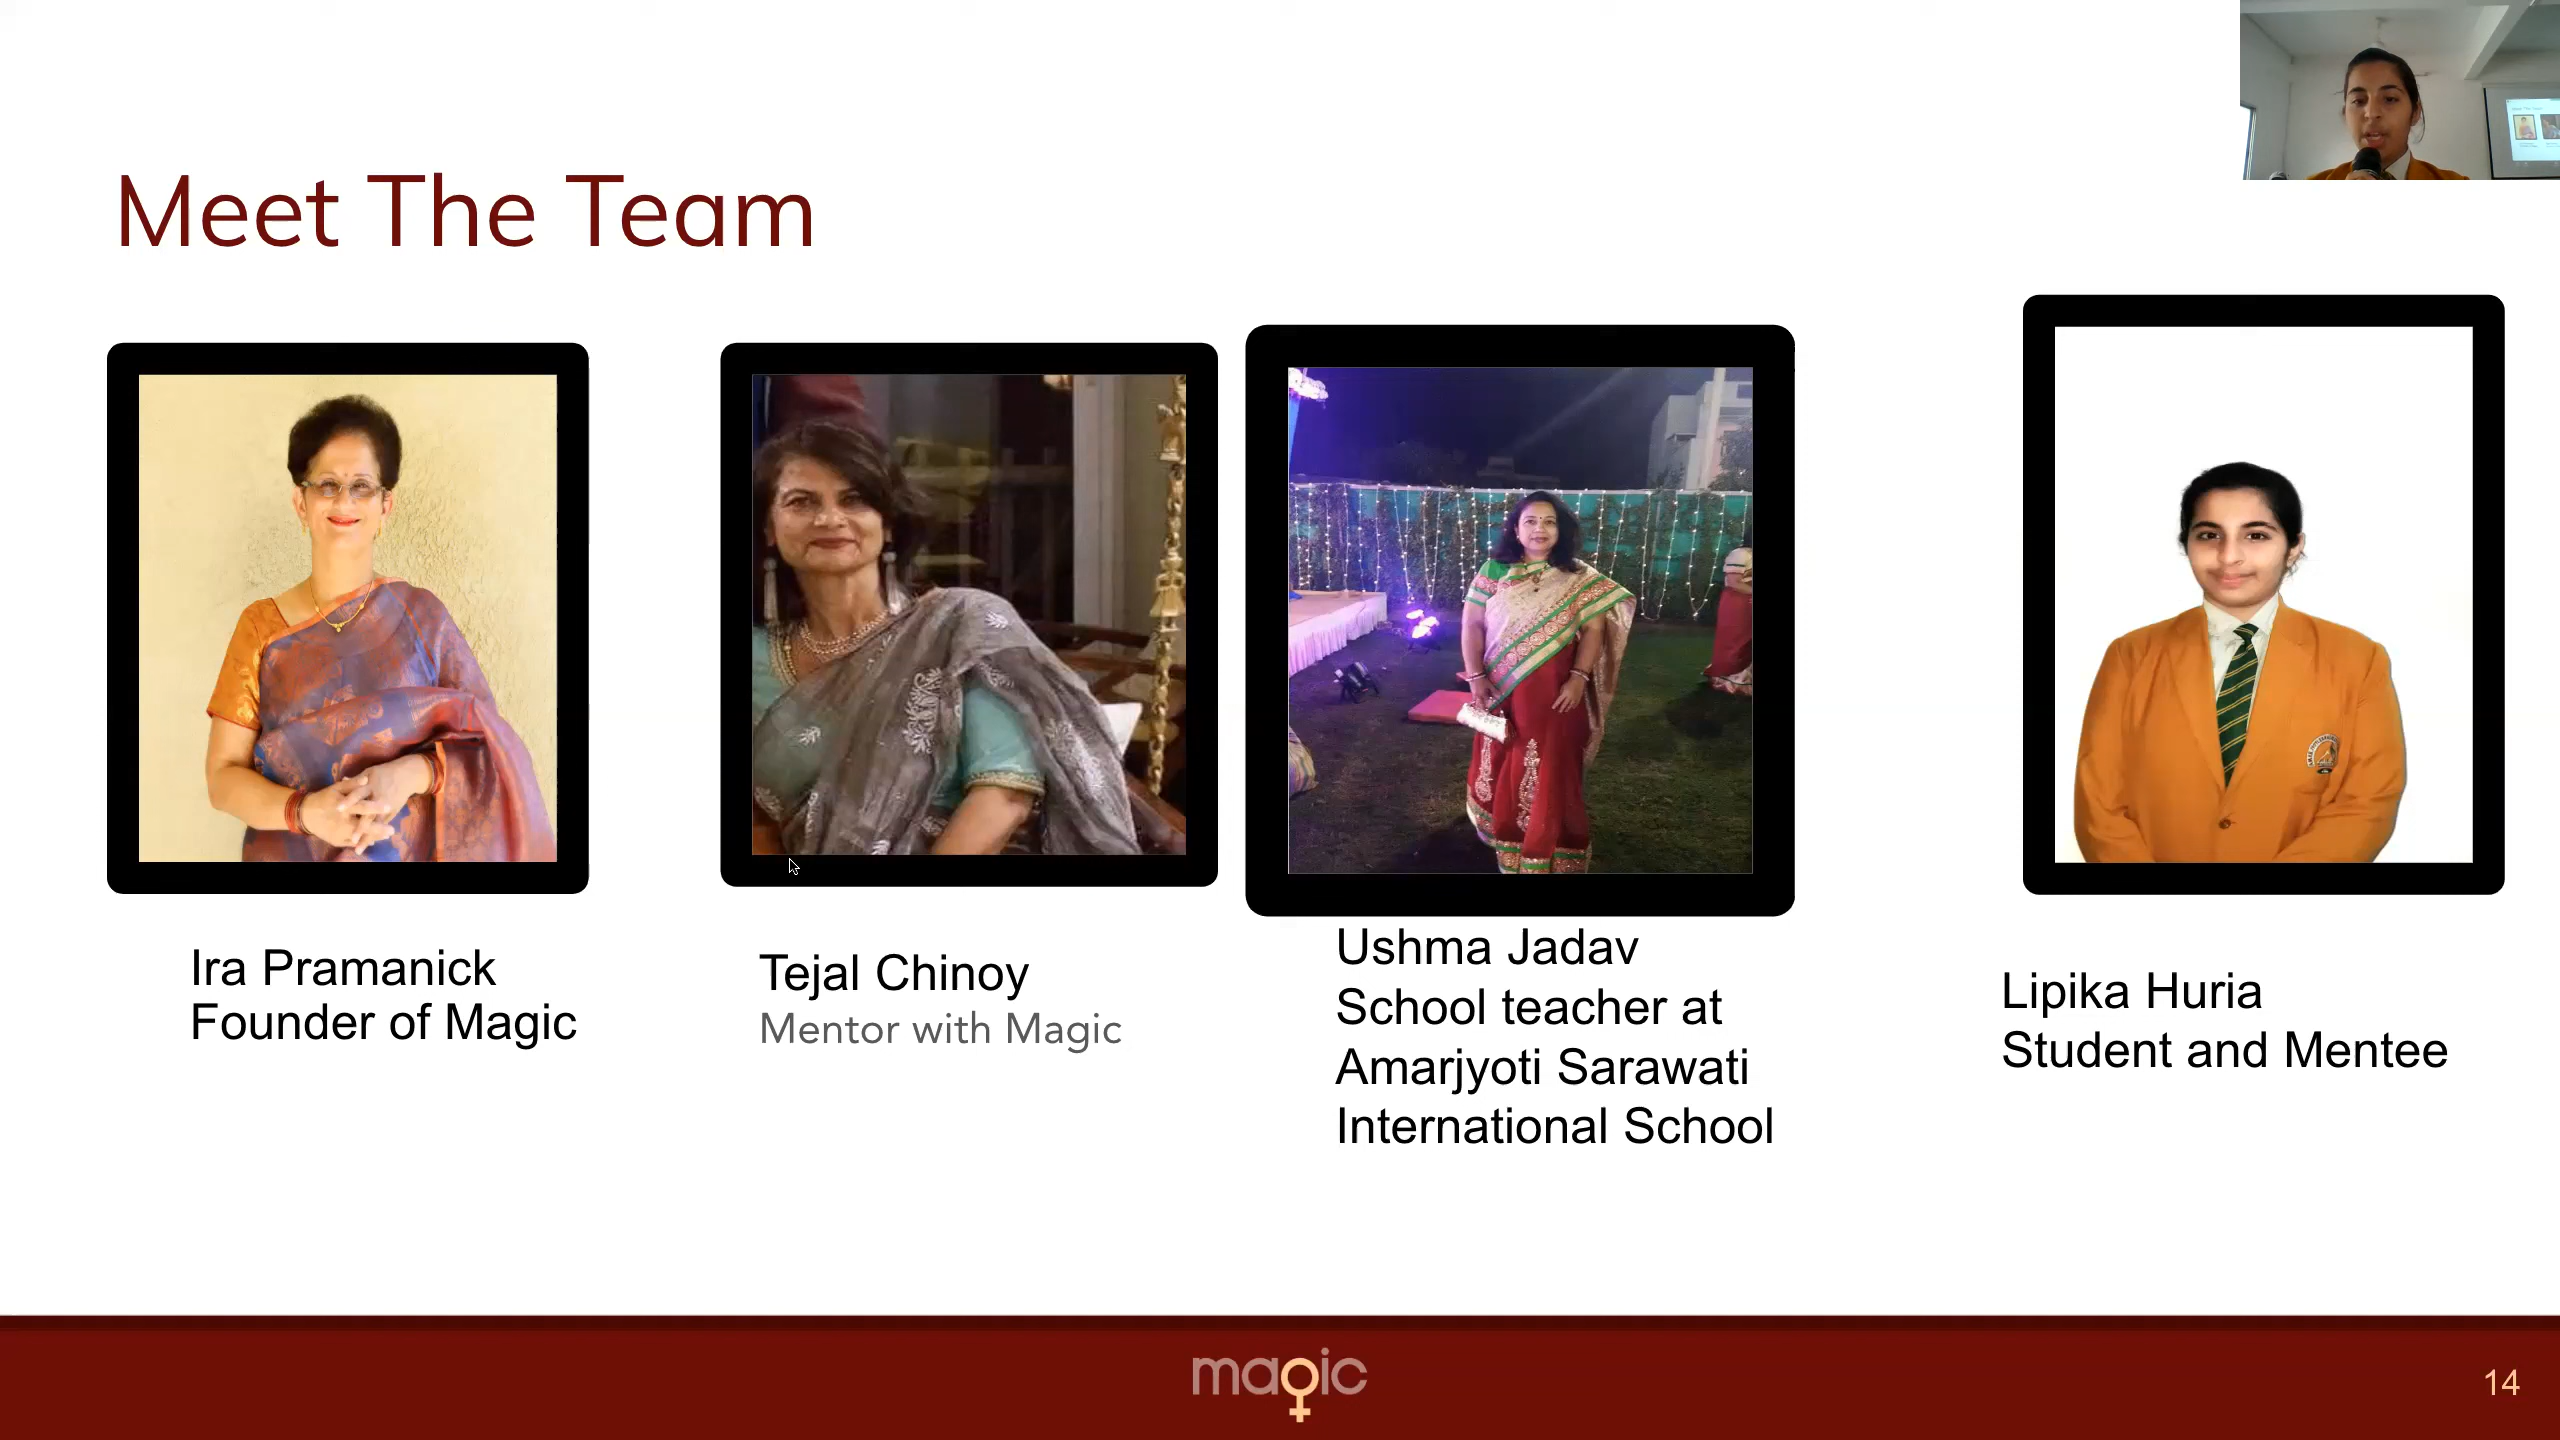 Meet The Team
Ira Pramanick
Founder of Magic
Tejal Chinoy
Mentor with Magic
Ushma Jadav
School teacher at
Amarjyoti Sarawati
International School
Lipika Huria
Student and Mentee
magic
14